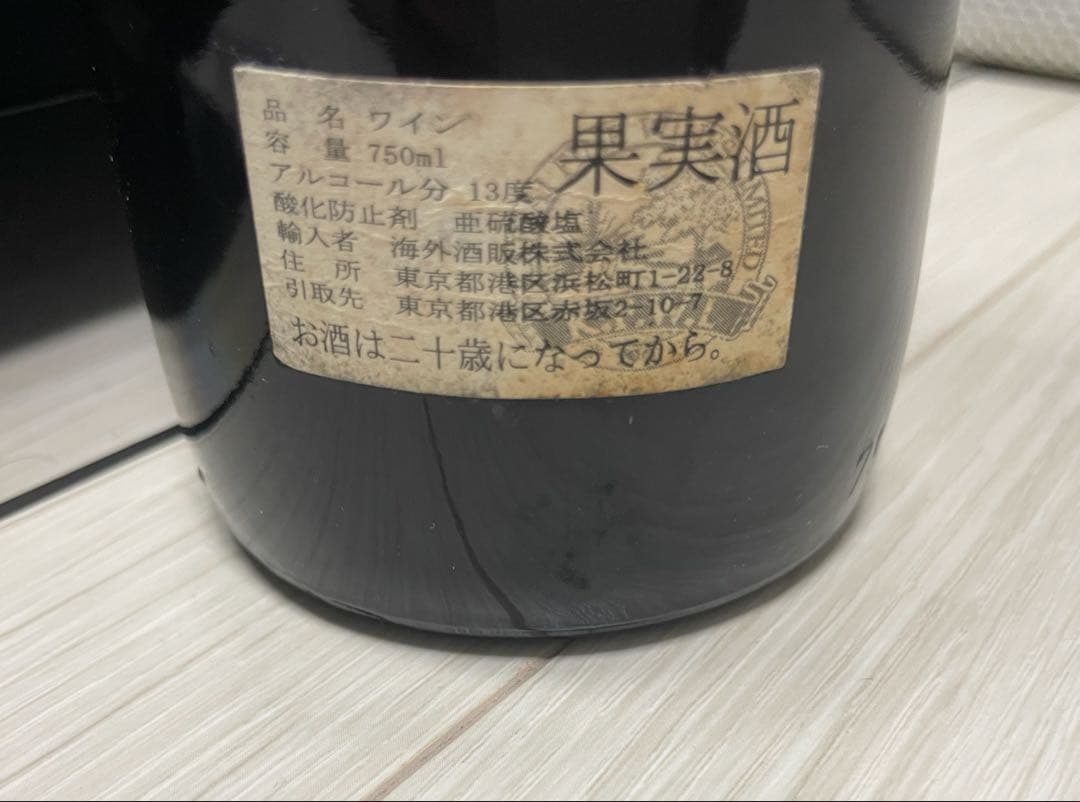 果実酒
品 名 ワイン
容 量 750ml
アルコール分 13度
酸化防止剤 亜硫酸塩
輸入者 海外酒販株式会社
住 所 東京都港区浜松町1-22-8
引取先 東京都港区赤坂2-10-7
お酒は二十歳になってから。